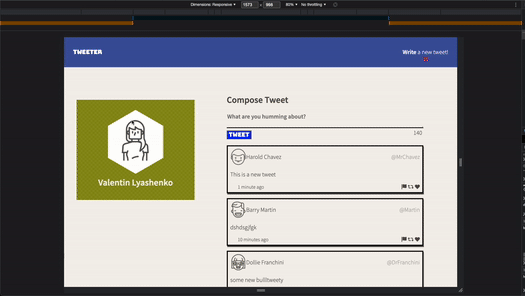 Dimensions: Responsive ▾ 1573 × 966 80% ▾ No throttling ▾
TWEETER
Write a new tweet!
Compose Tweet
What are you humming about?
TWEET
140
Valentin Lyashenko
Harold Chavez @MrChavez
This is a new tweet
1 minute ago
Barry Martin @Martin
dshdsgjfgk
10 minutes ago
Dollie Franchini @DrFranchini
some new bullbweety